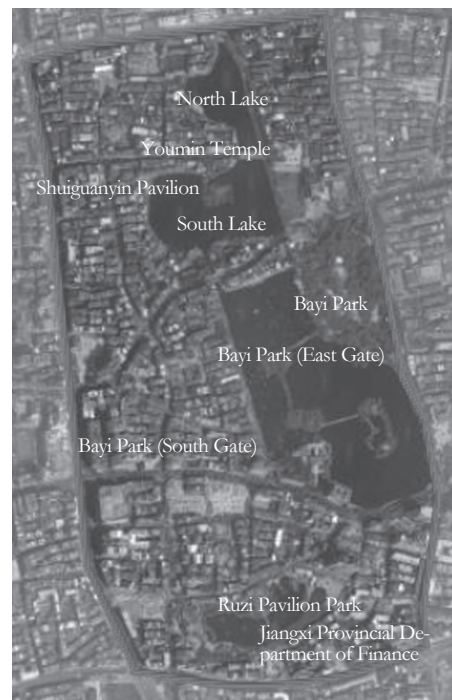 North Lake
Youmin Temple
Shuiguanyin Pavilion
South Lake
Bayi Park
Bayi Park (East Gate)
Bayi Park (South Gate)
Ruzi Pavilion Park
Jiangxi Provincial De-
partment of Finance